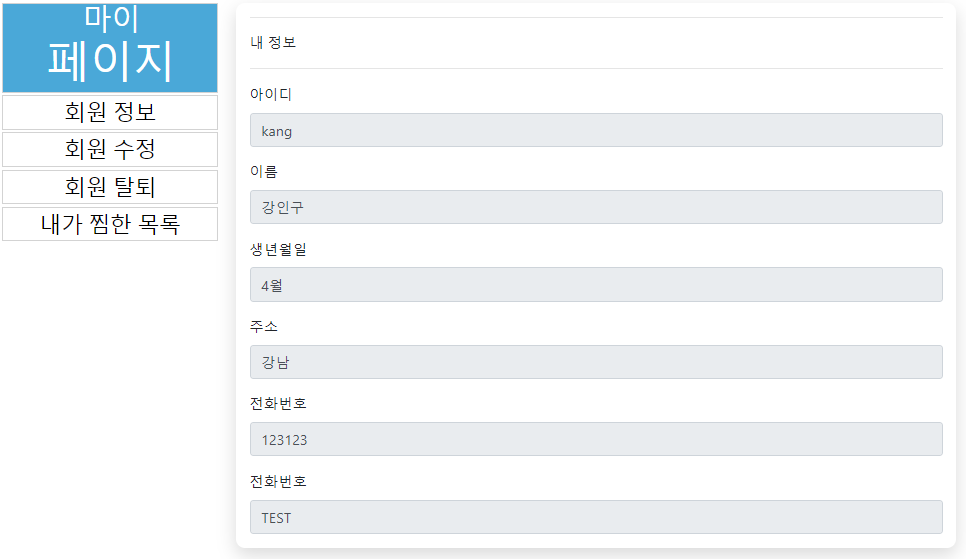 마이
페이지
회원 정보
회원 수정
회원 탈퇴
내가 찜한 목록
내 정보
아이디
kang
이름
강인구
생년월일
4월
주소
강남
전화번호
123123
전화번호
TEST